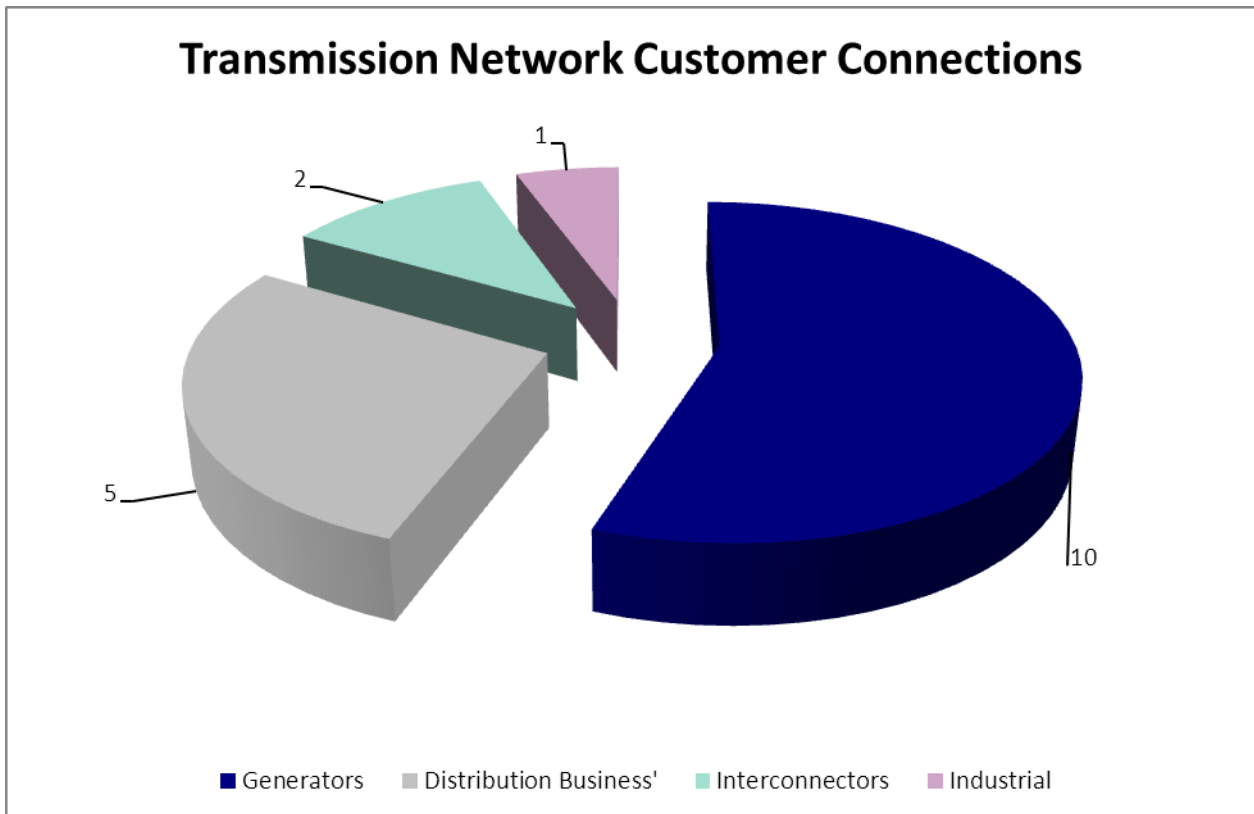 Transmission Network Customer Connections
1
2
5
10
Generators
Distribution Business'
Interconnectors
Industrial